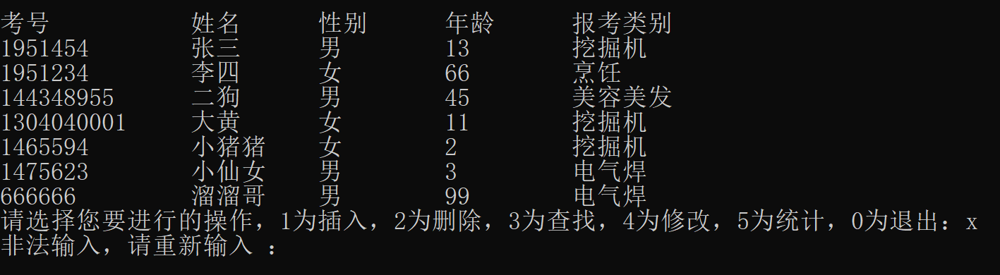 考号 姓名 性别 年龄 报考类别
1951454 张三 男 13 挖掘机
1951234 李四 女 66 烹饪
144348955 二狗 男 45 美容美发
1304040001 大黄 女 11 挖掘机
1465594 小猪猪 女 2 挖掘机
1475623 小仙女 男 3 电气焊
666666 溜溜哥 男 99 电气焊
请选择您要进行的操作，1为插入，2为删除，3为查找，4为修改，5为统计，0为退出：x
非法输入，请重新输入 ：